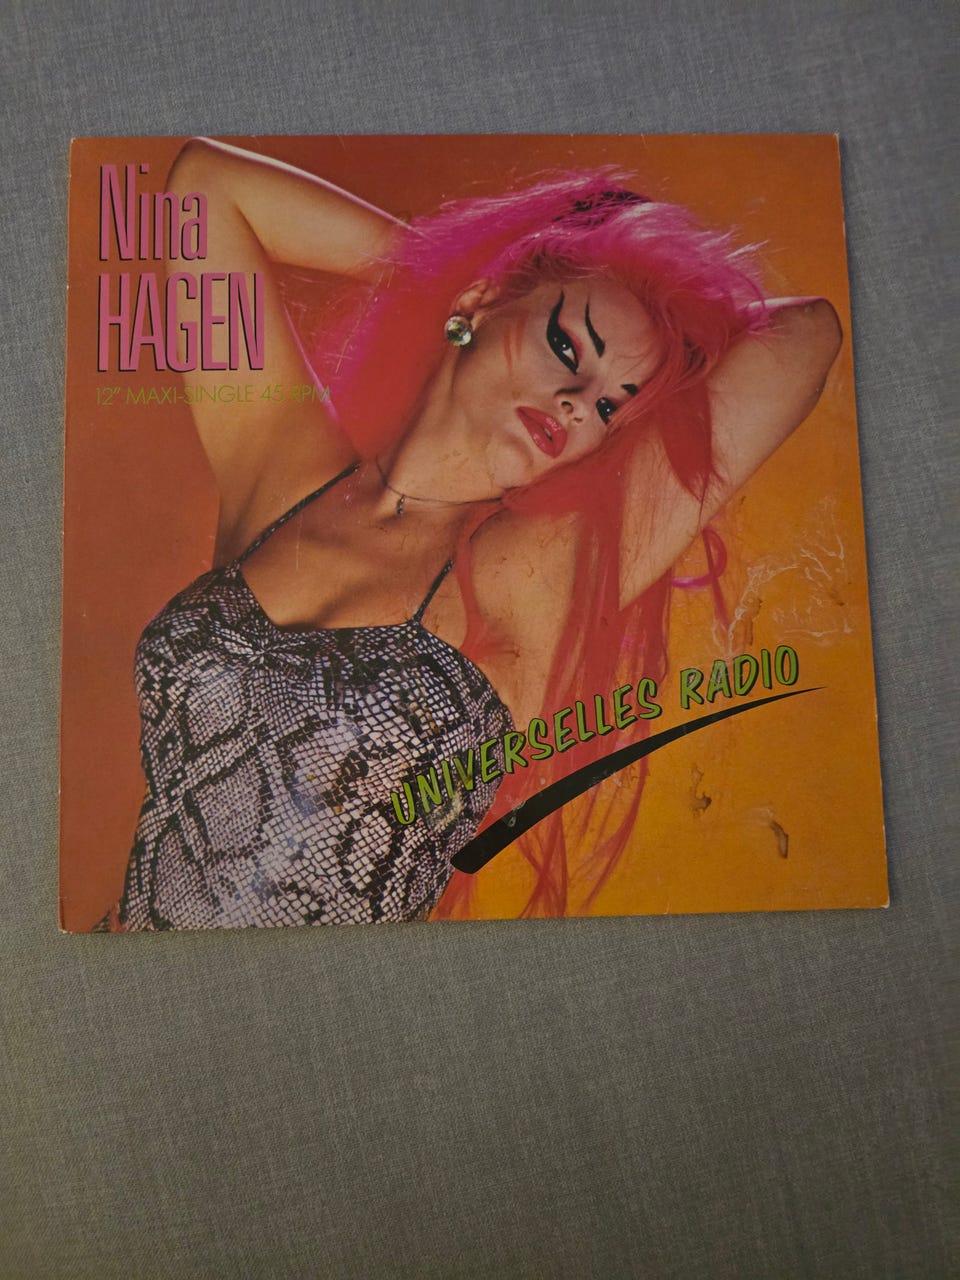 Nina
HAGEN
12" MAXI-SINGLE 45 RPM
UNIVERSELLES RADIO